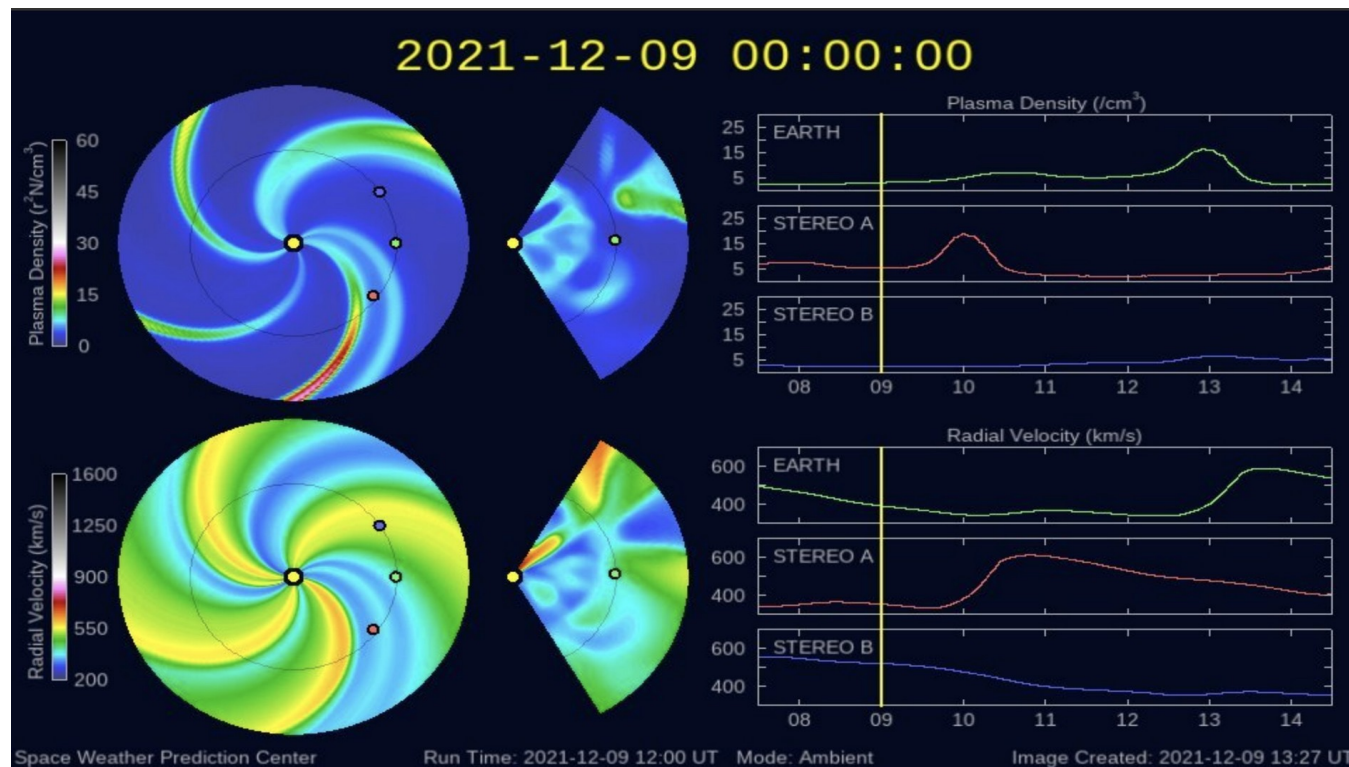 2021-12-09 00:00:00
Plasma Density (r²N/cm³)
60
45
30
15
0
Plasma Density (/cm³)
EARTH
25
15
5
STEREO A
25
15
5
STEREO B
25
15
5
08 09 10 11 12 13 14
Radial Velocity (km/s)
1600
1250
900
550
200
Radial Velocity (km/s)
EARTH
600
400
STEREO A
600
400
STEREO B
600
400
08 09 10 11 12 13 14
Space Weather Prediction Center Run Time: 2021-12-09 12:00 UT Mode: Ambient Image Created: 2021-12-09 13:27 UT